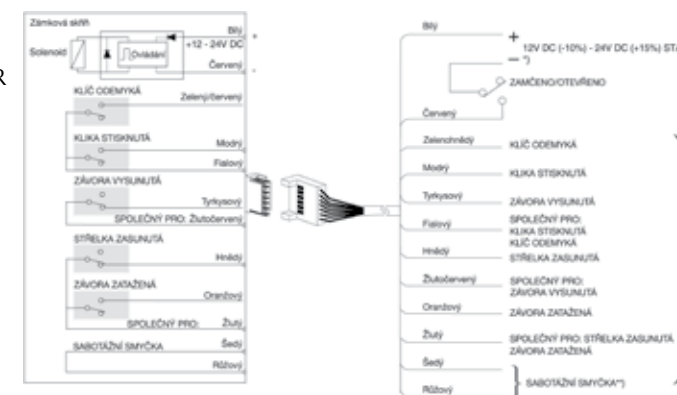 R
Zámková skříň
Solenoid
Ovládání
Bílý
+
+12 - 24V DC
Červený
-
KLÍČ ODEMYKÁ
Zelený/červený
KLIKA STISKNUTÁ
Modrý
Fialový
ZÁVORA VYSUNUTÁ
Tyrkysový
SPOLEČNÝ PRO: Žlutočervený
STŘELKA ZASUNUTÁ
Hnědý
ZÁVORA ZATAŽENÁ
Oranžový
SPOLEČNÝ PRO: Žlutý
SABOTÁŽNÍ SMYČKA
Šedý
Růžový
Bílý
+
12V DC (-10%) - 24V DC (+15%) STA
— *)
ZAMČENO/OTEVŘENO
Červený
Zelenohnědý
KLÍČ ODEMYKÁ
Modrý
KLIKA STISKNUTÁ
Tyrkysový
ZÁVORA VYSUNUTÁ
Fialový
SPOLEČNÝ PRO:
KLIKA STISKNUTÁ
KLÍČ ODEMYKÁ
Hnědý
STŘELKA ZASUNUTÁ
Žlutočervený
SPOLEČNÝ PRO:
ZÁVORA VYSUNUTÁ
Oranžový
ZÁVORA ZATAŽENÁ
Žlutý
SPOLEČNÝ PRO: STŘELKA ZASUNUTÁ
ZÁVORA ZATAŽENÁ
Šedý
SABOTÁŽNÍ SMYČKA**)
Růžový